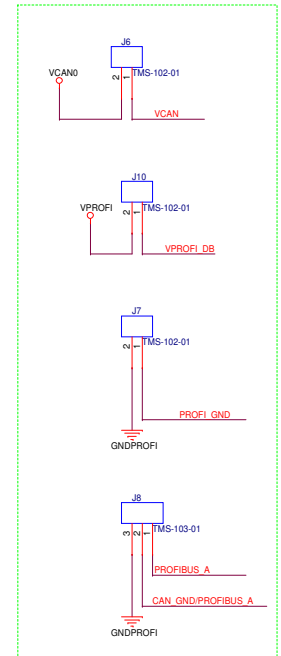 J6
VCAN0
2 1
TMS-102-01
VCAN
J10
VPROFI
2 1
TMS-102-01
VPROFI_DB
J7
2 1
TMS-102-01
PROFI_GND
GNDPROFI
J8
3 2 1
TMS-103-01
PROFIBUS_A
CAN_GND/PROFIBUS_A
GNDPROFI